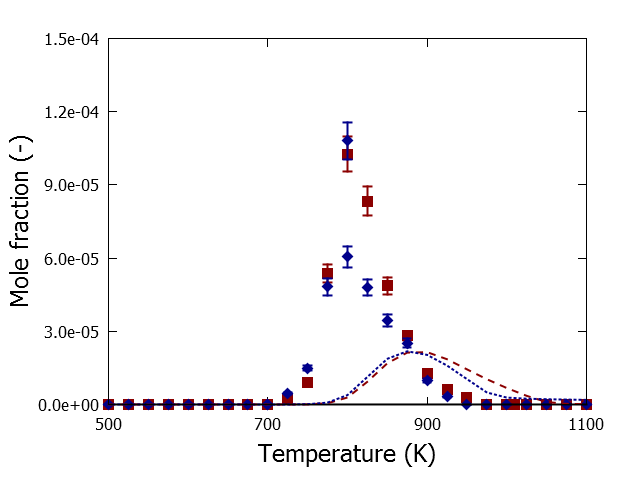 1.5e-04
1.2e-04
9.0e-05
6.0e-05
3.0e-05
0.0e+00
500
700
900
1100
Temperature (K)
Mole fraction (-)